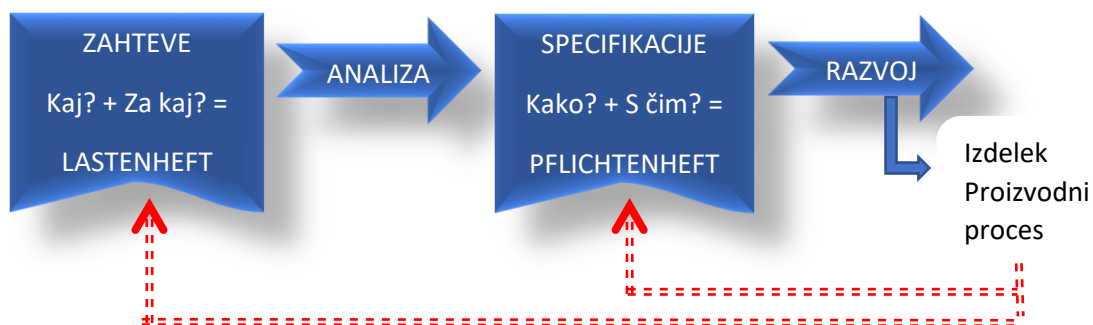 ZAHTEVE
Kaj? + Za kaj? =
LASTENHEFT
ANALIZA
SPECIFIKACIJE
Kako? + S čim? =
PFLICHTENHEFT
RAZVOJ
Izdelek
Proizvodni
proces